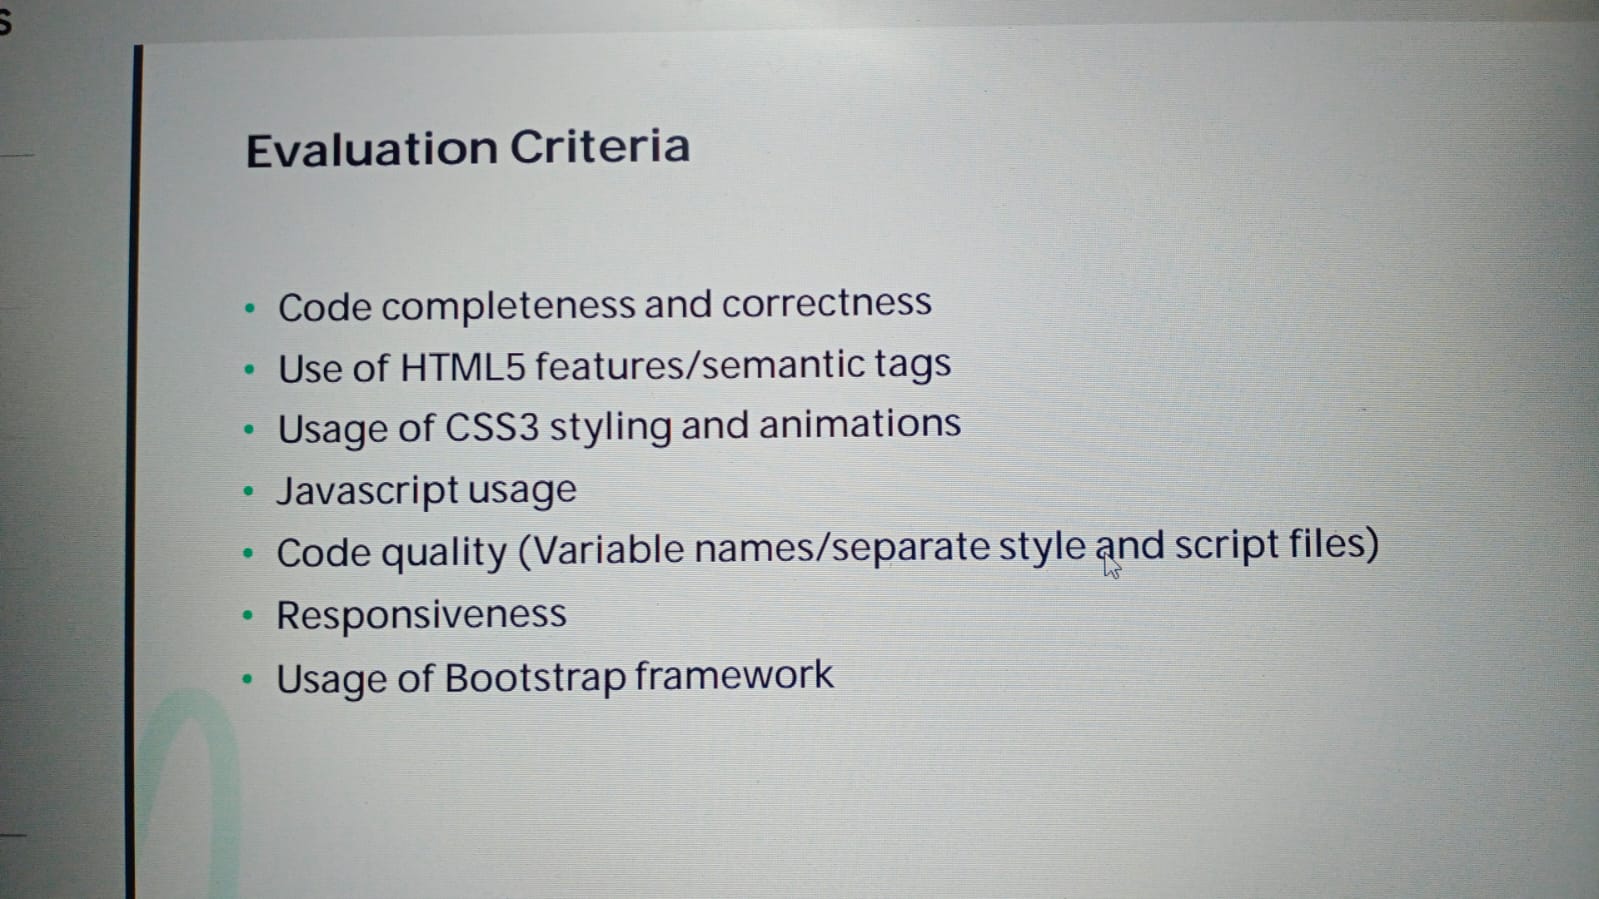 s
Evaluation Criteria
• Code completeness and correctness
• Use of HTML5 features/semantic tags
• Usage of CSS3 styling and animations
• Javascript usage
• Code quality (Variable names/separate style and script files)
• Responsiveness
• Usage of Bootstrap framework